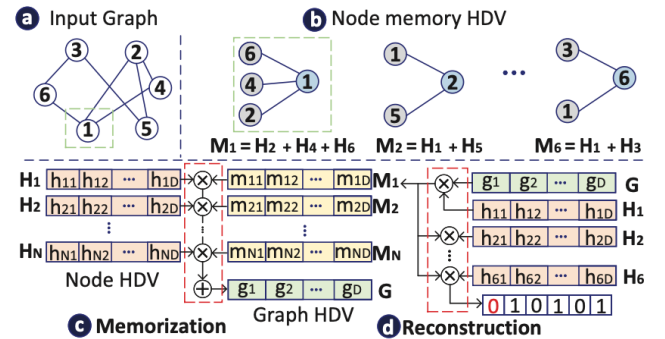 a Input Graph
3 2
6 4
1 5
b Node memory HDV
6
4 1
2
M1 = H2 + H4 + H6
1
2
5
M2 = H1 + H5
...
3
6
1
M6 = H1 + H3
H1 h11 h12 ... h1D
H2 h21 h22 ... h2D
HN hN1 hN2 ... hND
Node HDV
m11 m12 ... m1D M1
m21 m22 ... m2D M2
mN1 mN2 ... mND MN
g1 g2 ... gD G
c Memorization
Graph HDV
g1 g2 ... gD G
h11 h12 ... h1D H1
h21 h22 ... h2D H2
h61 h62 ... h6D H6
0 1 0 1 0 1
d Reconstruction